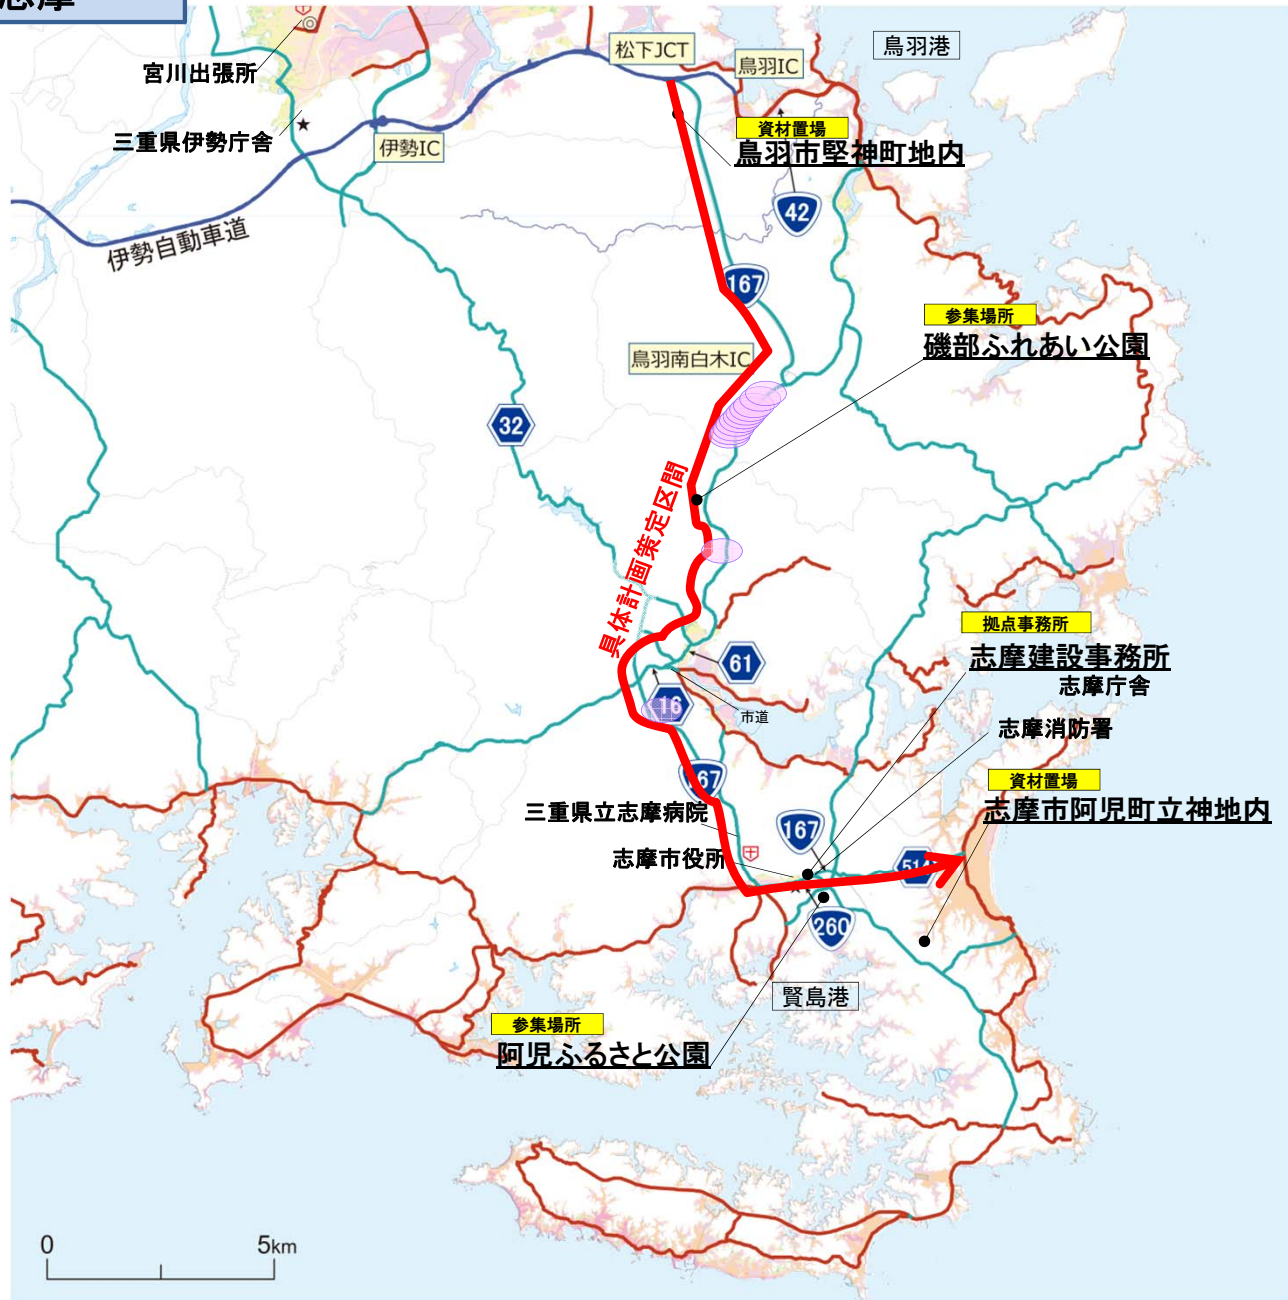 志摩
宮川出張所
三重県伊勢庁舎
松下JCT
鳥羽IC
鳥羽港
伊勢IC
資材置場
鳥羽市堅神町地内
42
伊勢自動車道
167
参集場所
磯部ふれあい公園
鳥羽南白木IC
32
具体計画策定区間
拠点事務所
志摩建設事務所
志摩庁舎
61
16
市道
志摩消防署
167
資材置場
志摩市阿児町立神地内
三重県立志摩病院
167
志摩市役所
514
260
賢島港
参集場所
阿児ふるさと公園
0 5km